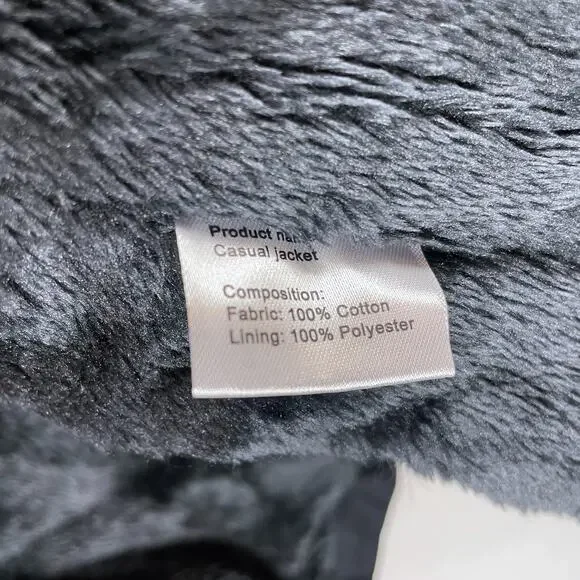 Product
Casual jacket
Composition:
Fabric: 100% Cotton
Lining: 100% Polyester